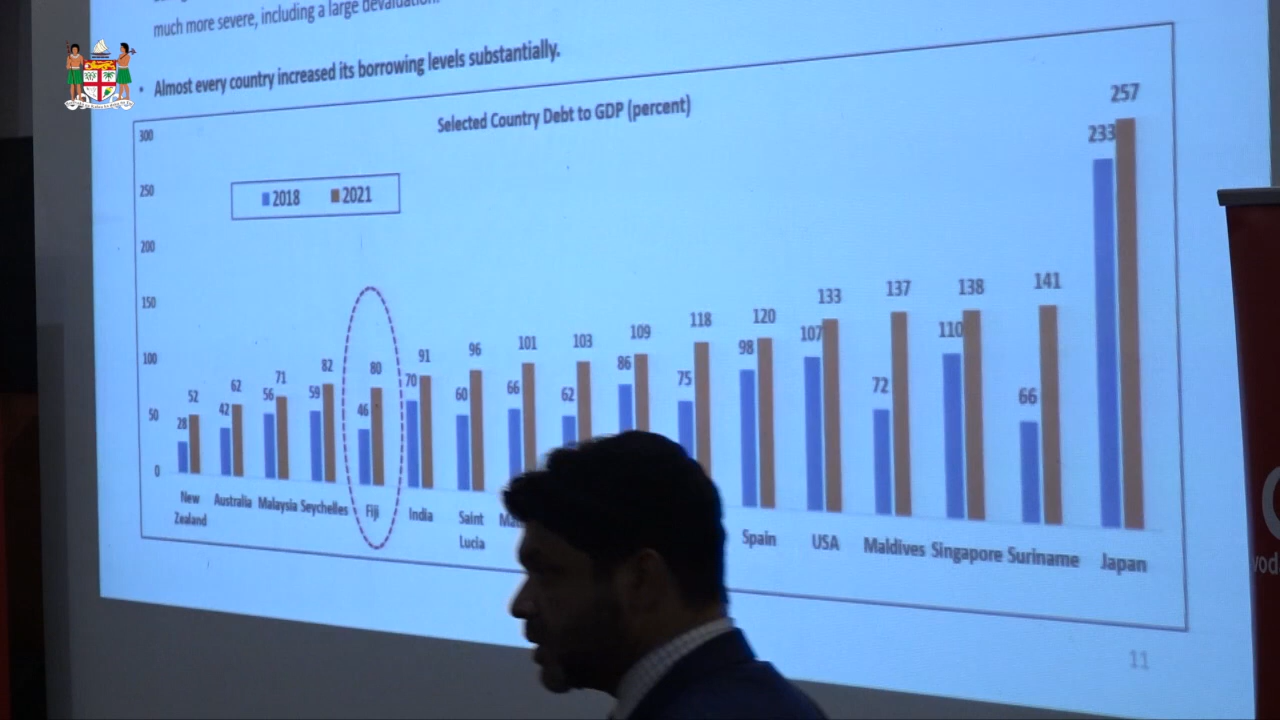 much more severe, including a large devaluation.
• Almost every country increased its borrowing levels substantially.
Selected Country Debt to GDP (percent)
2018 2021
300
250
200
150
100
50
0
28 52 42 62 56 71 59 82 46 80 70 91 60 96 66 101 62 103 86 109 75 118 98 120 107 133 72 137 110 138 66 141 233 257
New Zealand Australia Malaysia Seychelles Fiji India Saint Lucia Spain USA Maldives Singapore Suriname Japan
11